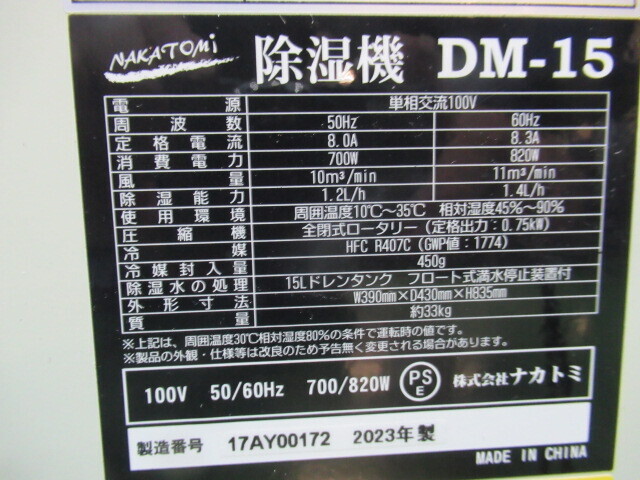 NAKATOMI
除湿機 DM-15
電源 単相交流100V
周波数 50Hz 60Hz
定格電流 8.0A 8.3A
消費電力 700W 820W
風量 10m³/min 11m³/min
除湿能力 1.2L/h 1.4L/h
使用環境 周囲温度10℃～35℃ 相対湿度45%～90%
圧縮機 全閉式ロータリー（定格出力：0.75kW）
冷媒 HFC R407C（GWP値：1774）
冷媒封入量 450g
除湿水の処理 15Lドレンタンク フロート式満水停止装置付
外形寸法 W390mm×D430mm×H835mm
質量 約33kg
※上記は、周囲温度30℃相対湿度80%の条件で運転時の値です。
※製品の外観・仕様等は改良のため予告無く変更される場合があります。
100V 50/60Hz 700/820W PSE 株式会社ナカトミ
製造番号 17AY00172 2023年製
MADE IN CHINA